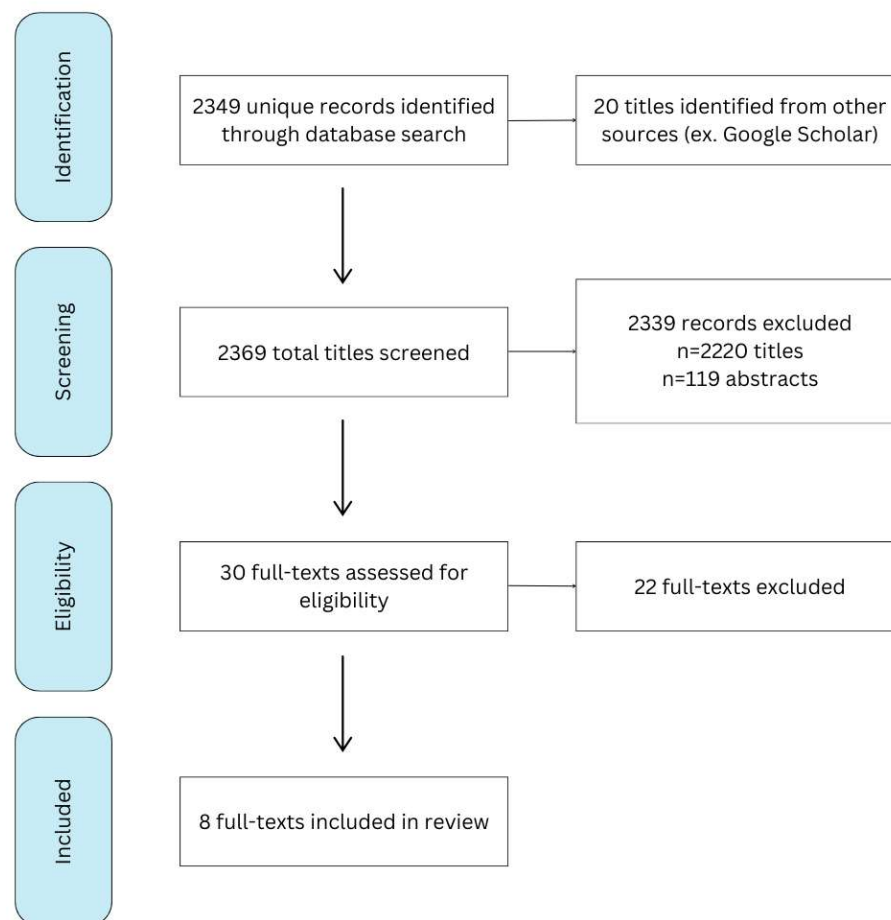 Identification
2349 unique records identified
through database search
20 titles identified from other
sources (ex. Google Scholar)
Screening
2369 total titles screened
2339 records excluded
n=2220 titles
n=119 abstracts
Eligibility
30 full-texts assessed for
eligibility
22 full-texts excluded
Included
8 full-texts included in review